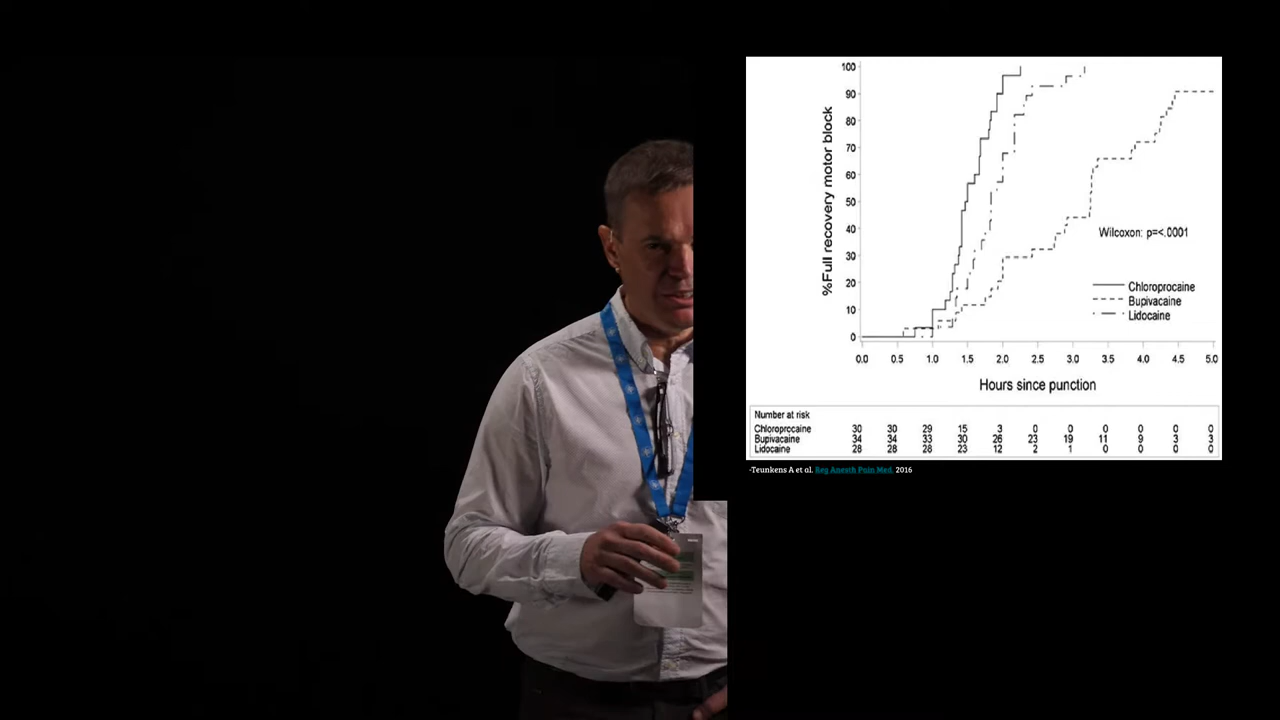 100
90
80
70
60
50
40
30
20
10
0
%Full recovery motor block
Wilcoxon: p=<.0001
Chloroprocaine
Bupivacaine
Lidocaine
0.0 0.5 1.0 1.5 2.0 2.5 3.0 3.5 4.0 4.5 5.0
Hours since punction
Number at risk
Chloroprocaine 30 30 29 15 3 0 0 0 0 0 0
Bupivacaine 34 34 33 30 26 23 19 11 9 3 3
Lidocaine 28 28 28 23 12 2 1 0 0 0 0
-Teunkens A et al. Reg Anesth Pain Med. 2016